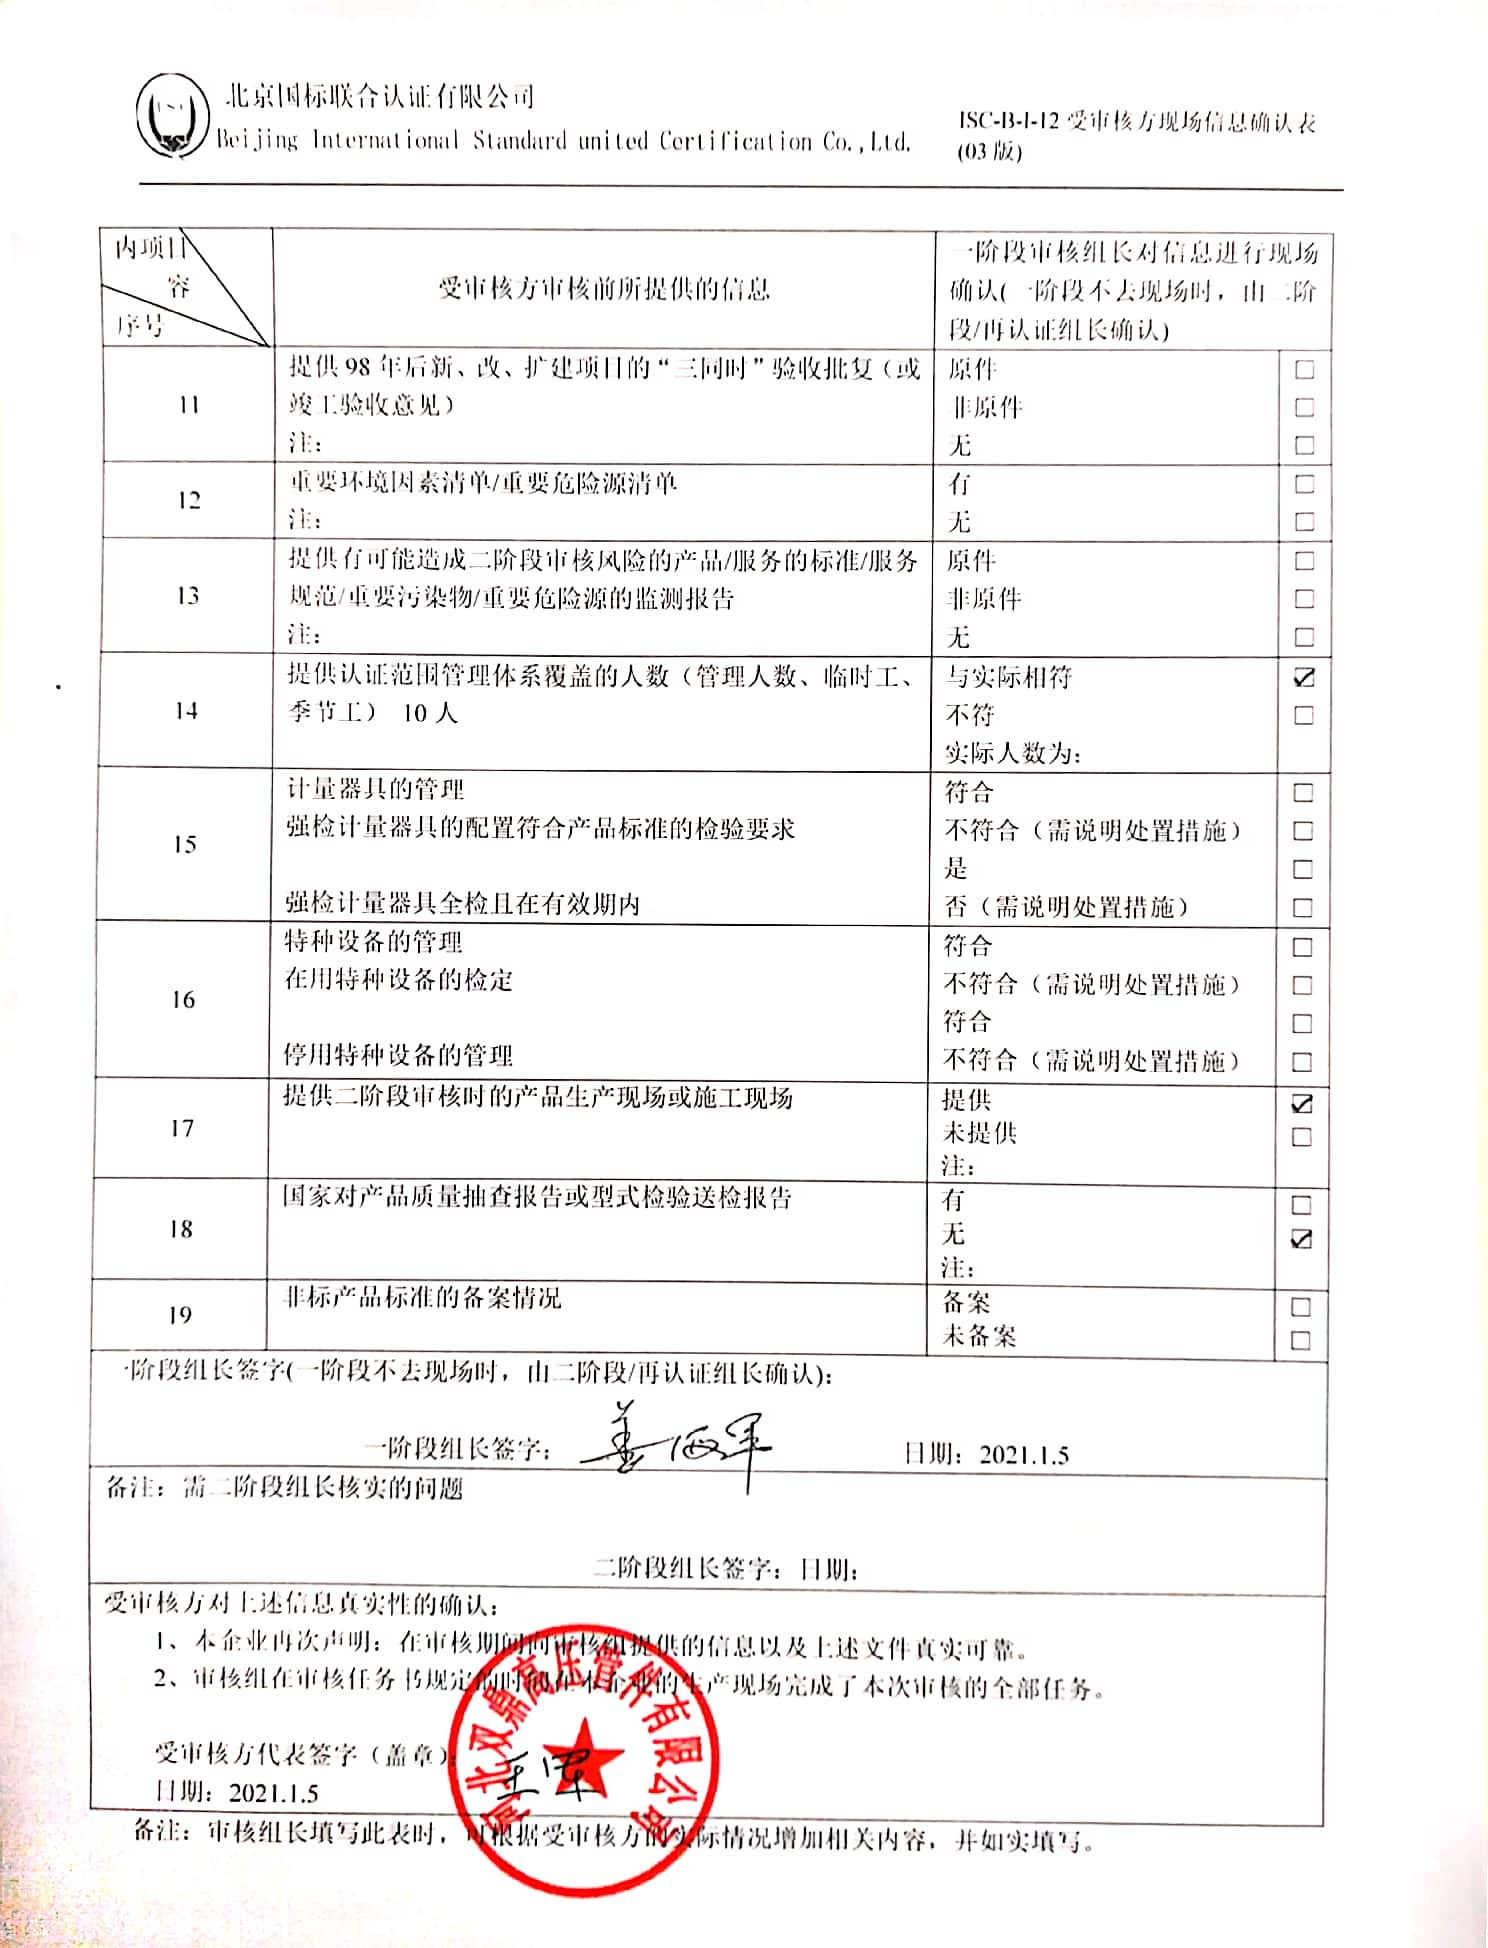 北京国标联合认证有限公司
Beijing International Standard united Certification Co.,Ltd.
ISC-B-I-12 受审核方现场信息确认表
(03 版)
内项目
容
序号
受审核方审核前所提供的信息
一阶段审核组长对信息进行现场
确认(一阶段不去现场时，由二阶
段/再认证组长确认)
11
提供 98 年后新、改、扩建项目的“三同时”验收批复（或
竣工验收意见）
注：
原件 □
非原件 □
无 □
12
重要环境因素清单/重要危险源清单
注：
有 □
无 □
13
提供有可能造成二阶段审核风险的产品/服务的标准/服务
规范/重要污染物/重要危险源的监测报告
注：
原件 □
非原件 □
无 □
14
提供认证范围管理体系覆盖的人数（管理人数、临时工、
季节工） 10 人
与实际相符 ☑
不符 □
实际人数为：
15
计量器具的管理
强检计量器具的配置符合产品标准的检验要求
强检计量器具全检且在有效期内
符合 □
不符合（需说明处置措施） □
是 □
否（需说明处置措施） □
16
特种设备的管理
在用特种设备的检定
停用特种设备的管理
符合 □
不符合（需说明处置措施） □
符合 □
不符合（需说明处置措施） □
17
提供二阶段审核时的产品生产现场或施工现场
提供 ☑
未提供 □
注：
18
国家对产品质量抽查报告或型式检验送检报告
有 □
无 ☑
注：
19
非标产品标准的备案情况
备案 □
未备案 □
一阶段组长签字(一阶段不去现场时，由二阶段/再认证组长确认)：
一阶段组长签字： 姜海军 日期：2021.1.5
备注：需二阶段组长核实的问题
二阶段组长签字：日期：
受审核方对上述信息真实性的确认：
1、本企业再次声明：在审核期间向审核组提供的信息以及上述文件真实可靠。
2、审核组在审核任务书规定的时间在本企业的生产现场完成了本次审核的全部任务。
河北双鼎高压管件有限公司
受审核方代表签字（盖章）：王军
日期：2021.1.5
备注：审核组长填写此表时，可根据受审核方的实际情况增加相关内容，并如实填写。